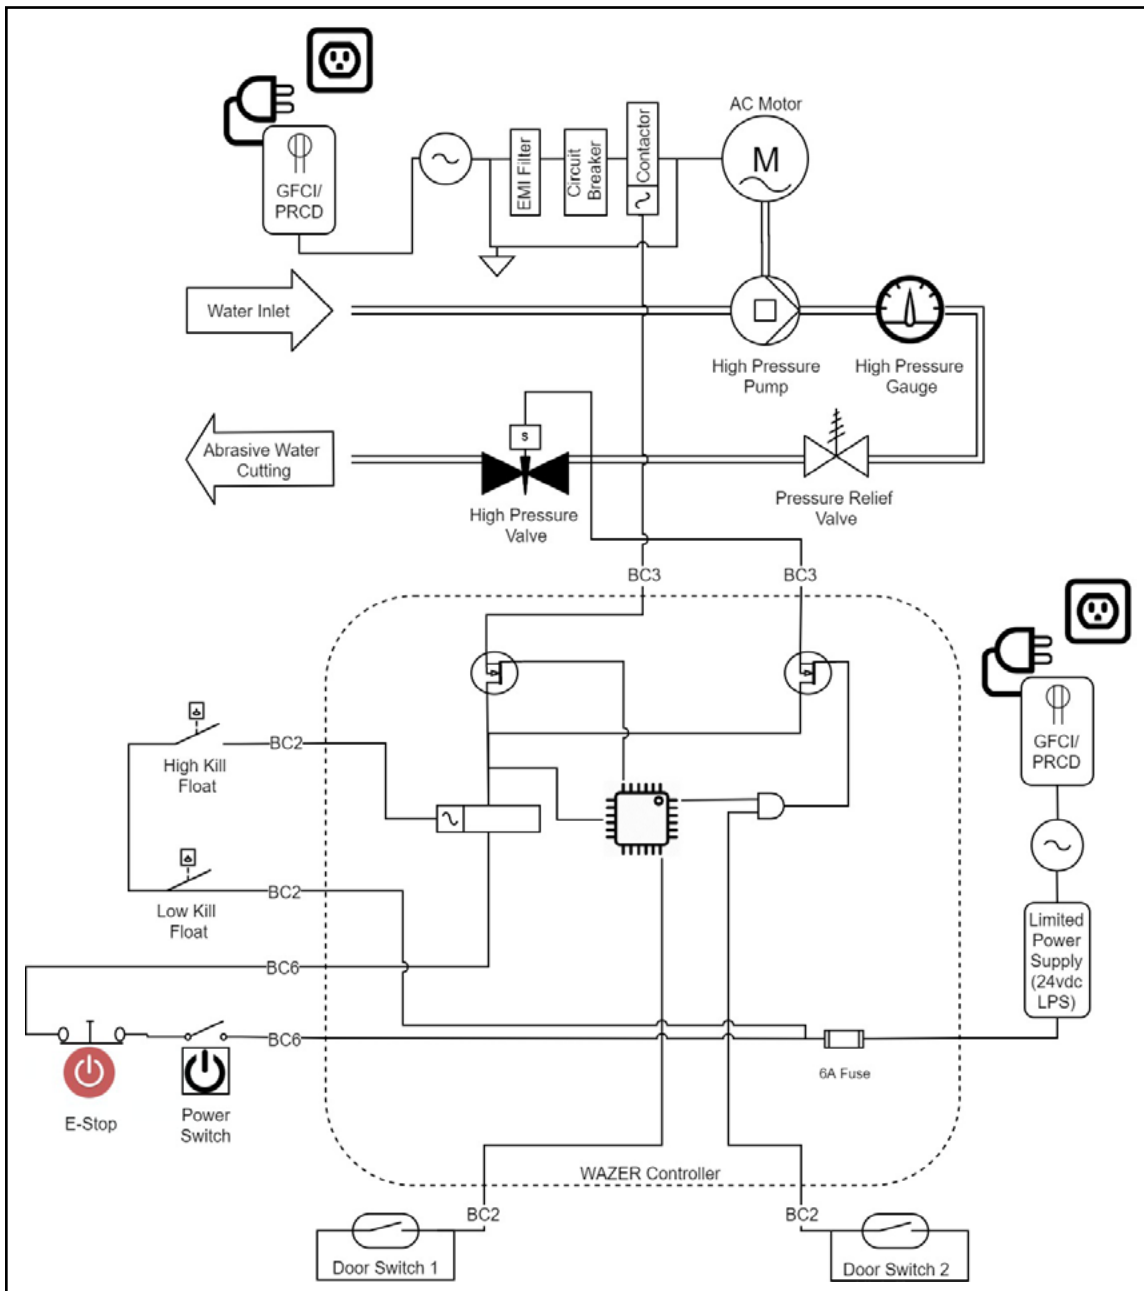 AC Motor
M
EMI Filter
Circuit
Breaker
Contactor
GFCI/
PRCD
Water Inlet
High Pressure
Pump
High Pressure
Gauge
S
Abrasive Water
Cutting
High Pressure
Valve
Pressure Relief
Valve
BC3
BC3
GFCI/
PRCD
High Kill
Float
BC2
Low Kill
Float
BC2
Limited
Power
Supply
(24vdc
LPS)
BC6
BC6
6A Fuse
E-Stop
Power
Switch
WAZER Controller
BC2
BC2
Door Switch 1
Door Switch 2